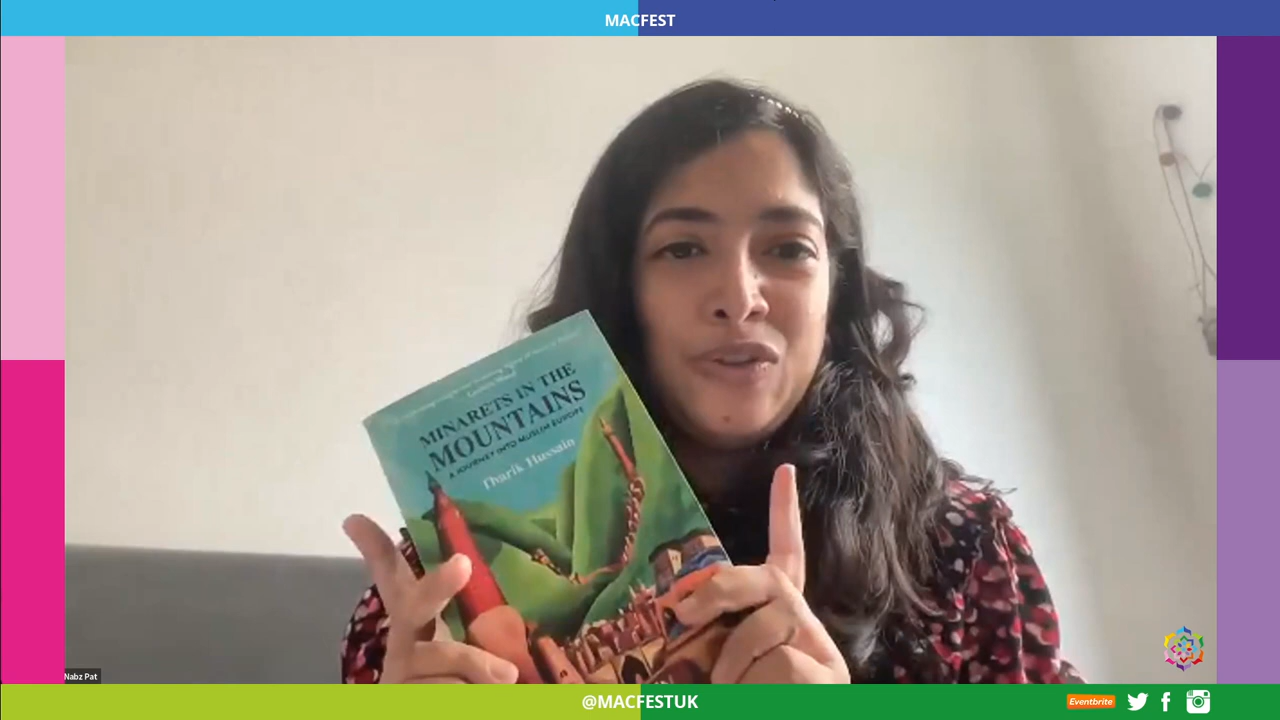 MACFEST
MINARETS IN THE
MOUNTAINS
A JOURNEY INTO MUSLIM EUROPE
Tharik Hussain
Nabz Pat
@MACFESTUK
Eventbrite